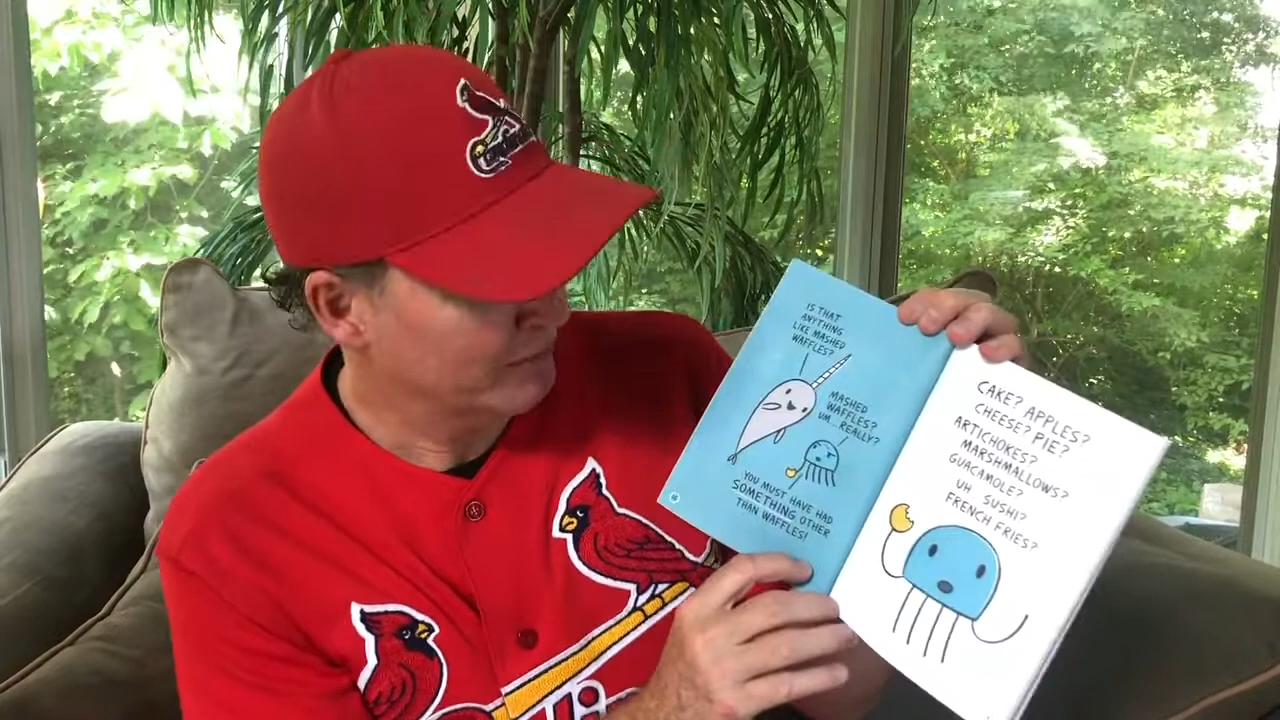 IS THAT
ANYTHING
LIKE MASHED
WAFFLES?
MASHED
WAFFLES?
UM...REALLY?
YOU MUST HAVE HAD
SOMETHING OTHER
THAN WAFFLES!
CAKE? APPLES?
CHEESE? PIE?
ARTICHOKES?
MARSHMALLOWS?
GUACAMOLE?
UH SUSHI?
FRENCH FRIES?